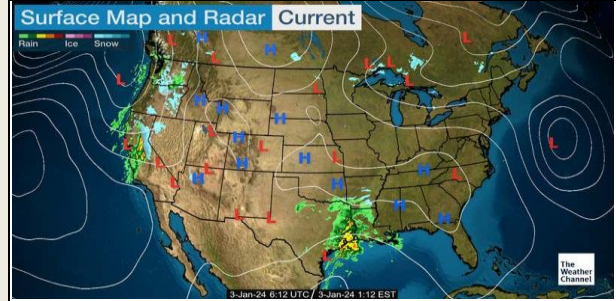 Surface Map and Radar Current
Rain Ice Snow
L H L
H
L
L L
L L
L
H H
H
L H
L L L
H L
L H L H L
H L H
H
L L H
L
The
Weather
Channel
3-Jan-24 6:12 UTC / 3-Jan-24 1:12 EST